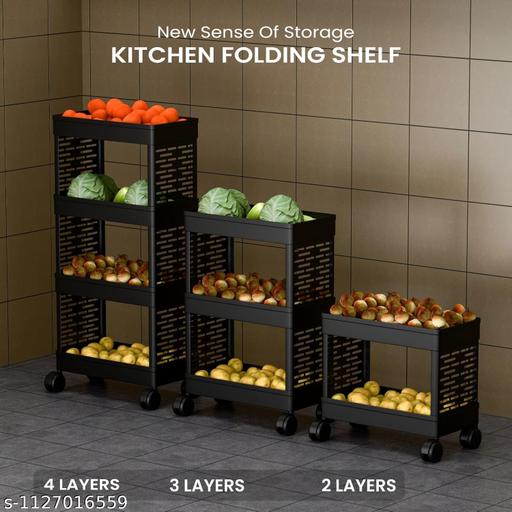 New Sense Of Storage
KITCHEN FOLDING SHELF
4 LAYERS 3 LAYERS 2 LAYERS
s-1127016559